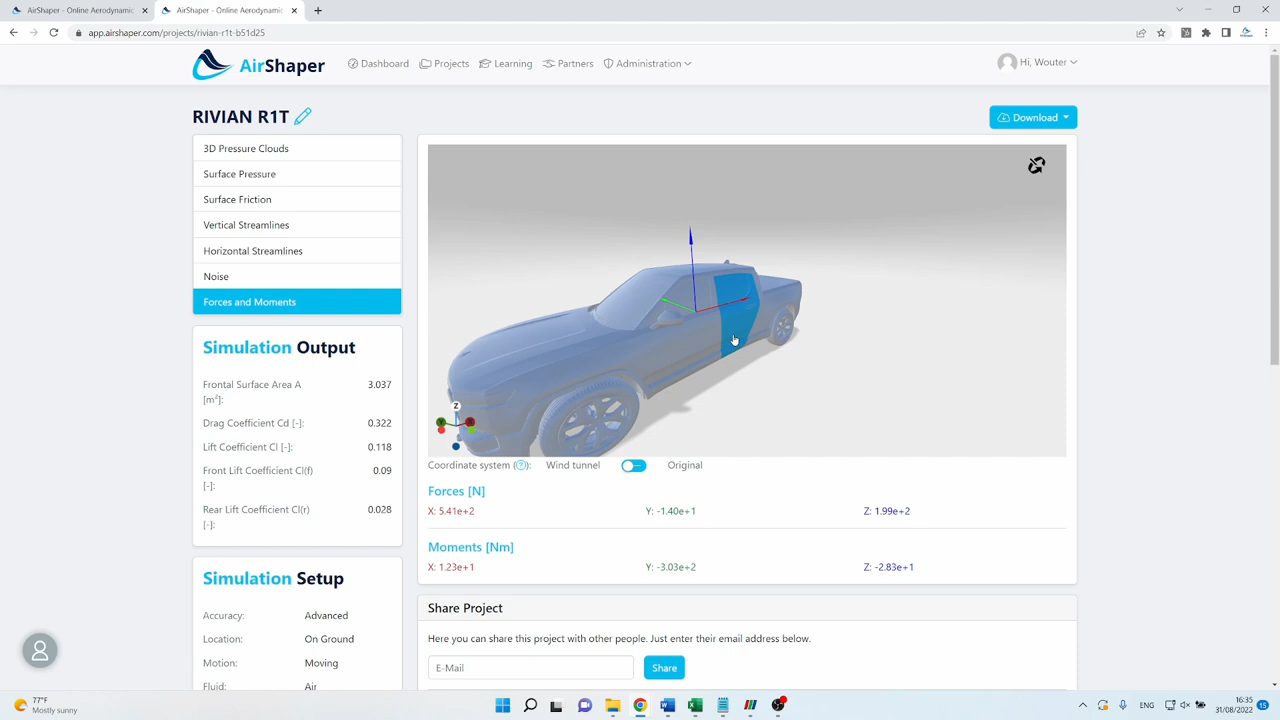 AirShaper - Online Aerodynamic
AirShaper - Online Aerodynamic
app.airshaper.com/projects/rivian-r1t-b51d25
AirShaper
Dashboard
Projects
Learning
Partners
Administration
Hi, Wouter
RIVIAN R1T
Download
3D Pressure Clouds
Surface Pressure
Surface Friction
Vertical Streamlines
Horizontal Streamlines
Noise
Forces and Moments
Simulation Output
Frontal Surface Area A 3.037
[m²]:
Drag Coefficient Cd [-]: 0.322
Lift Coefficient Cl [-]: 0.118
Front Lift Coefficient Cl(f) 0.09
[-]:
Rear Lift Coefficient Cl(r) 0.028
[-]:
Simulation Setup
Accuracy: Advanced
Location: On Ground
Motion: Moving
Fluid: Air
Z
Coordinate system (?): Wind tunnel Original
Forces [N]
X: 5.41e+2 Y: -1.40e+1 Z: 1.99e+2
Moments [Nm]
X: 1.23e+1 Y: -3.03e+2 Z: -2.83e+1
Share Project
Here you can share this project with other people. Just enter their email address below.
E-Mail
Share
77°F
Mostly sunny
ENG
16:35
31/08/2022
15